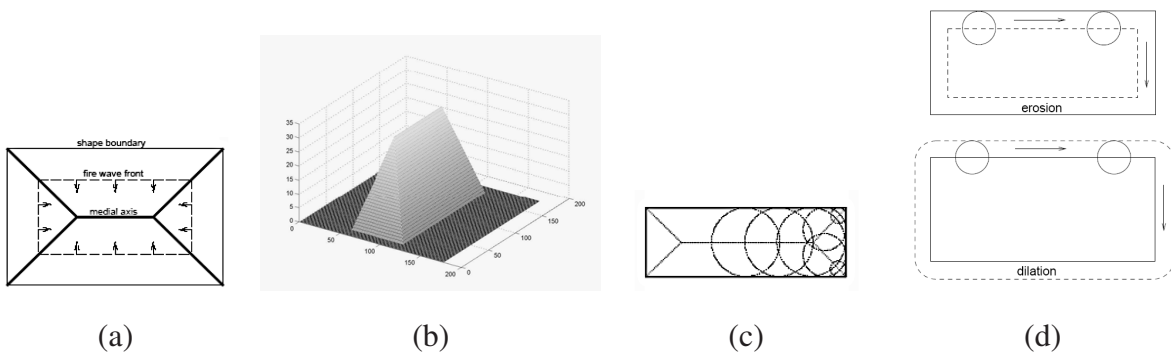 shape boundary
fire wave front
medial axis
35
30
25
20
15
10
5
0
0
50
100
150
200
0
50
100
150
200
erosion
dilation
(a)
(b)
(c)
(d)